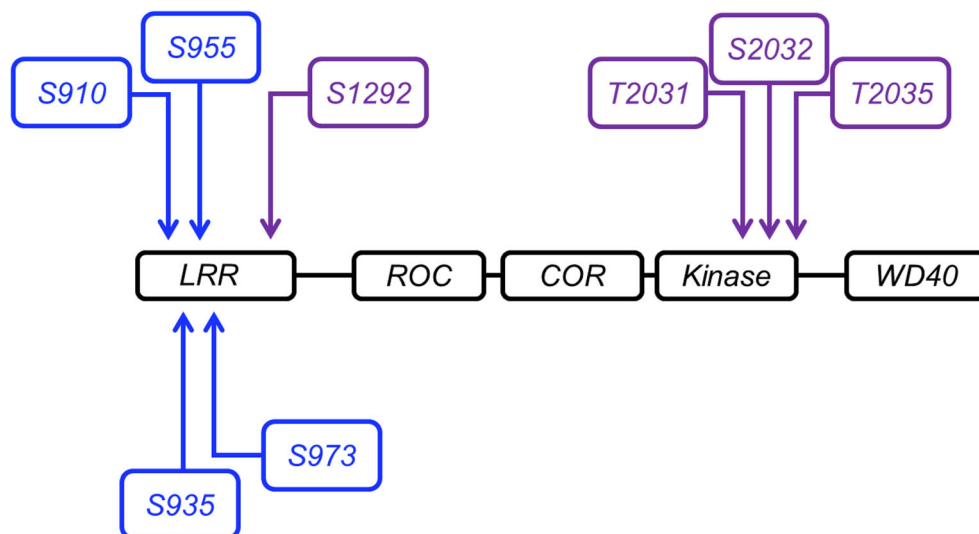 S955
S2032
S910
S1292
T2031
T2035
LRR
ROC
COR
Kinase
WD40
S973
S935